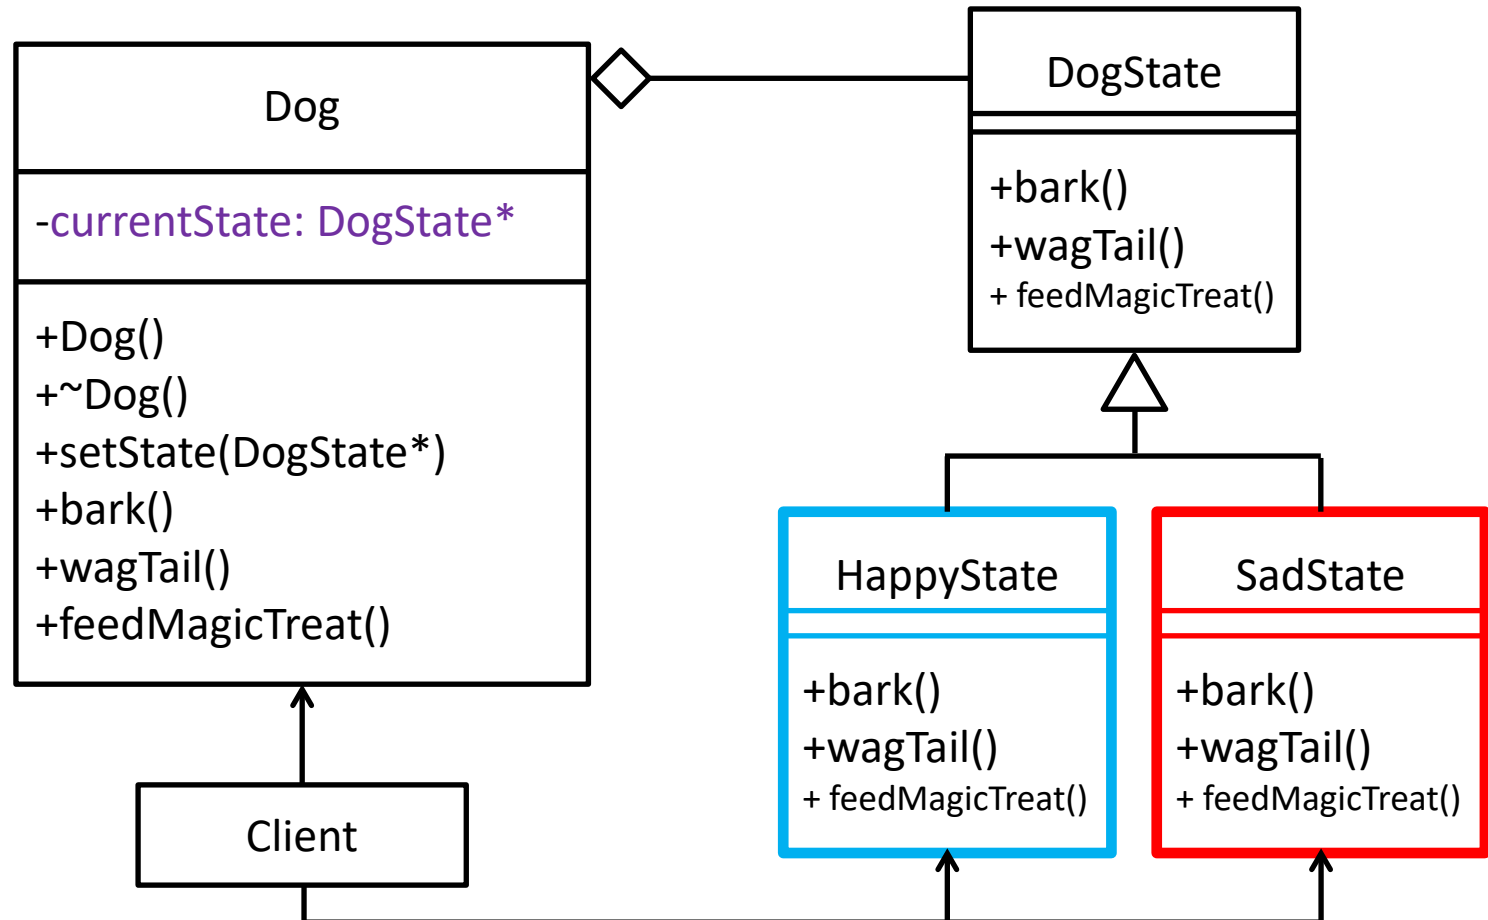 Dog
-currentState: DogState*
+Dog()
+~Dog()
+setState(DogState*)
+bark()
+wagTail()
+feedMagicTreat()
DogState
+bark()
+wagTail()
+ feedMagicTreat()
HappyState
+bark()
+wagTail()
+ feedMagicTreat()
SadState
+bark()
+wagTail()
+ feedMagicTreat()
Client